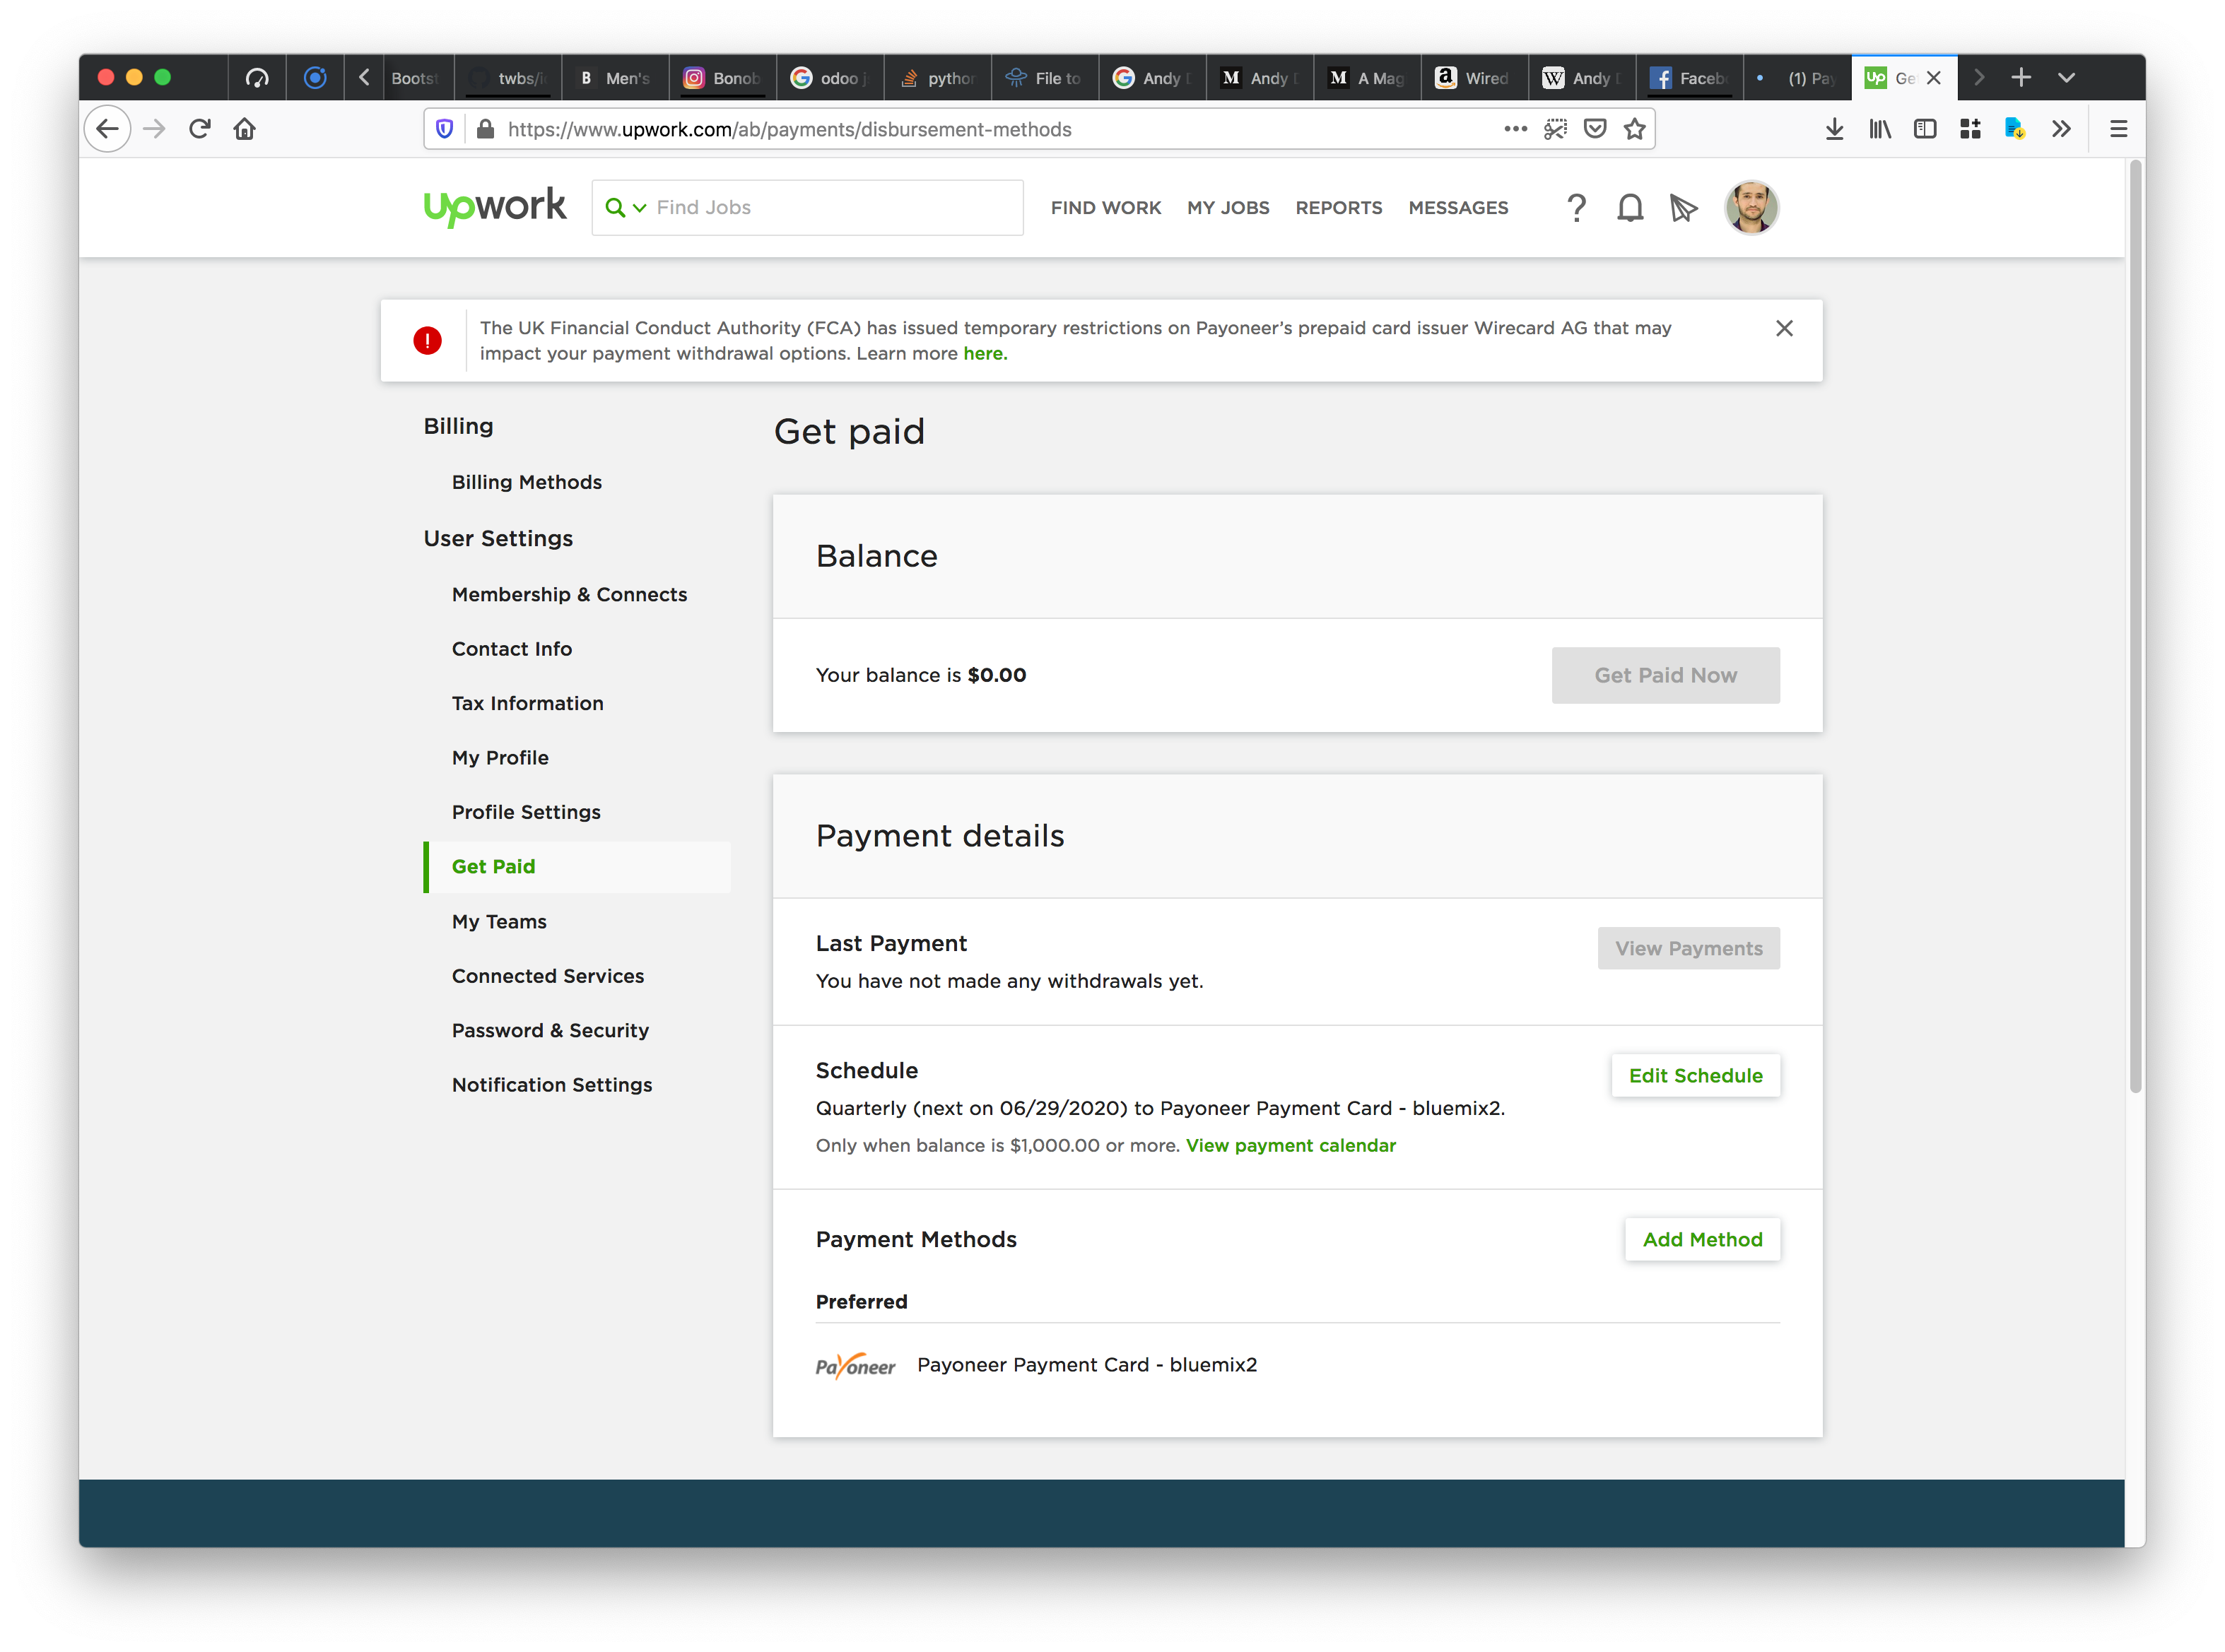 Bootst
twbs/i
Men's
Bonob
odoo j
python
File to
Andy D
Andy D
A Mag
Wired
Andy D
Faceb
(1) Pay
Ge
https://www.upwork.com/ab/payments/disbursement-methods
upwork
Find Jobs
FIND WORK
MY JOBS
REPORTS
MESSAGES
The UK Financial Conduct Authority (FCA) has issued temporary restrictions on Payoneer’s prepaid card issuer Wirecard AG that may
impact your payment withdrawal options. Learn more here.
Billing
Billing Methods
User Settings
Membership & Connects
Contact Info
Tax Information
My Profile
Profile Settings
Get Paid
My Teams
Connected Services
Password & Security
Notification Settings
Get paid
Balance
Your balance is $0.00
Get Paid Now
Payment details
Last Payment
View Payments
You have not made any withdrawals yet.
Schedule
Edit Schedule
Quarterly (next on 06/29/2020) to Payoneer Payment Card - bluemix2.
Only when balance is $1,000.00 or more. View payment calendar
Payment Methods
Add Method
Preferred
Payoneer Payoneer Payment Card - bluemix2